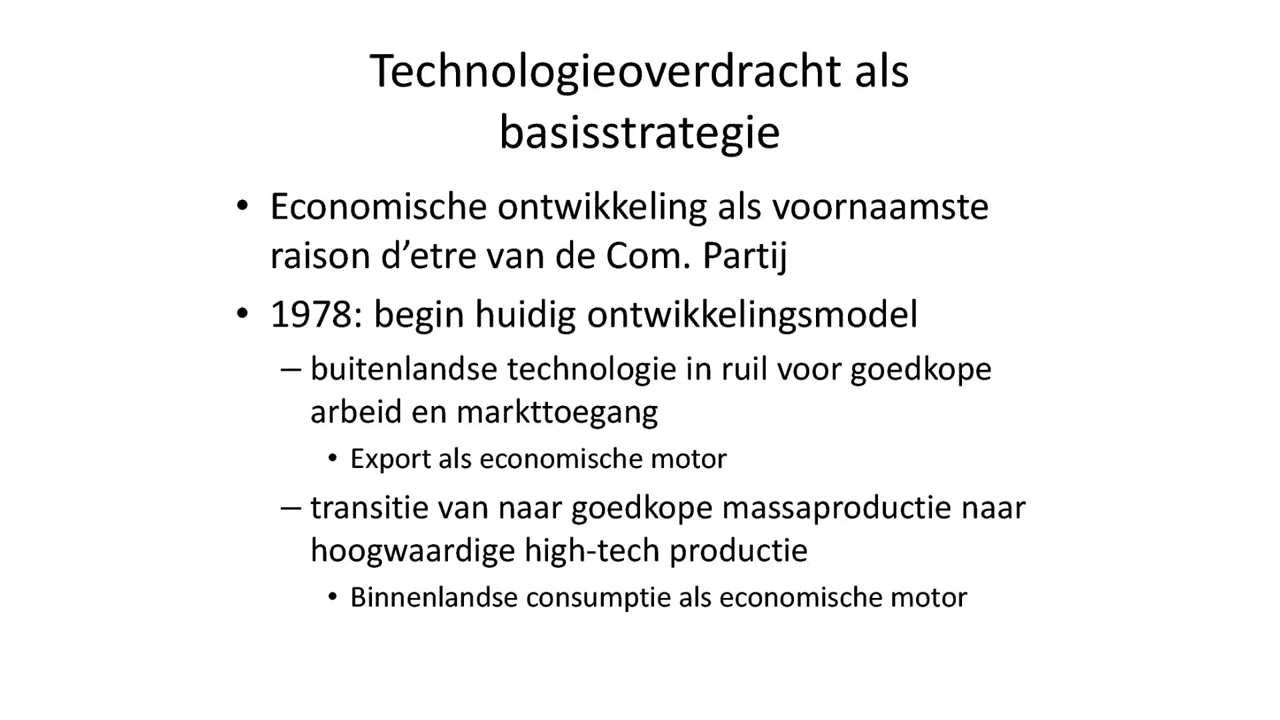 Technologieoverdracht als
basisstrategie
• Economische ontwikkeling als voornaamste
raison d’etre van de Com. Partij
• 1978: begin huidig ontwikkelingsmodel
– buitenlandse technologie in ruil voor goedkope
arbeid en markttoegang
• Export als economische motor
– transitie van naar goedkope massaproductie naar
hoogwaardige high-tech productie
• Binnenlandse consumptie als economische motor